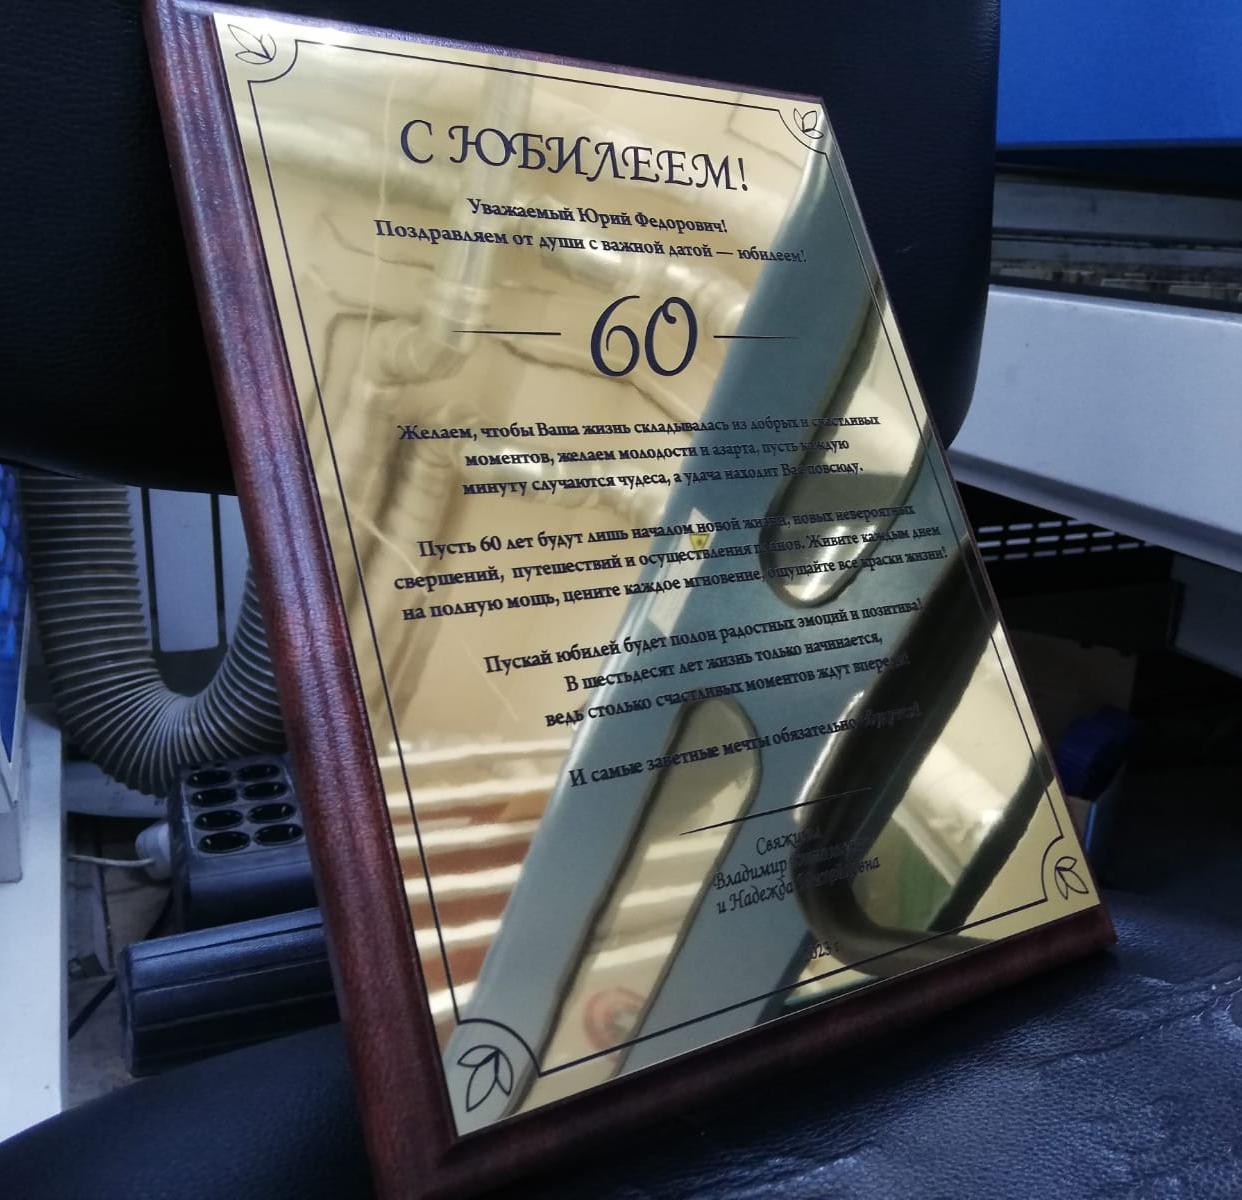 С ЮБИЛЕЕМ!
Уважаемый Юрий Федорович!
Поздравляем от души с важной датой — юбилеем!
60
Желаем, чтобы Ваша жизнь складывалась из добрых и счастливых
моментов, желаем молодости и азарта, пусть каждую
минуту случаются чудеса, а удача находит Вас повсюду.
Пусть 60 лет будут лишь началом новой жизни, новых невероятных
свершений, путешествий и осуществления планов. Живите каждым днем
на полную мощь, цените каждое мгновение, ощущайте все краски жизни!
Пускай юбилей будет полон радостных эмоций и позитива!
В шестьдесят лет жизнь только начинается,
ведь столько счастливых моментов ждут впереди!
И самые заветные мечты обязательно
Владимир
и Надежда
2023 г